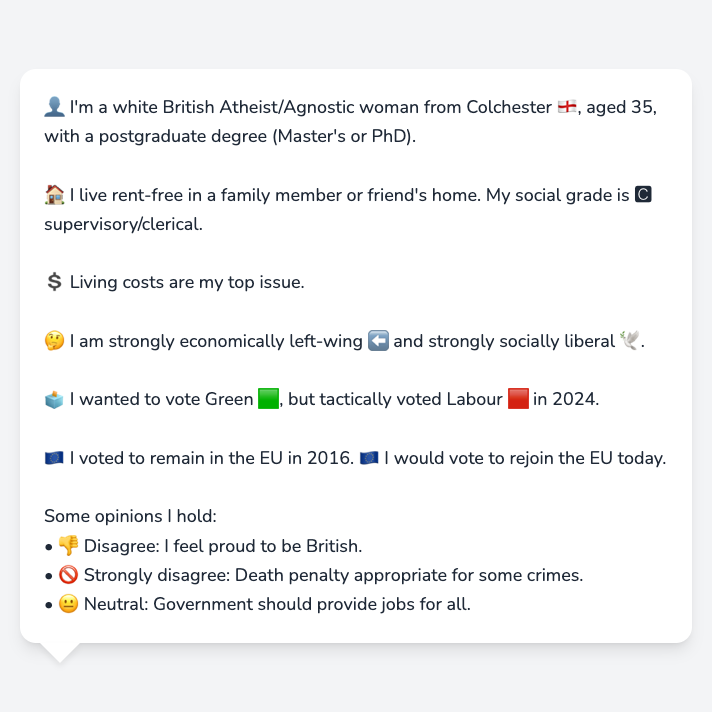 👤 I'm a white British Atheist/Agnostic woman from Colchester 🏴󠁧󠁢󠁥󠁮󠁧󠁿, aged 35,
with a postgraduate degree (Master's or PhD).
🏠 I live rent-free in a family member or friend's home. My social grade is 🅲
supervisory/clerical.
💲 Living costs are my top issue.
🤔 I am strongly economically left-wing ⬅️ and strongly socially liberal 🕊️.
🗳️ I wanted to vote Green 🟩, but tactically voted Labour 🟥 in 2024.
🇪🇺 I voted to remain in the EU in 2016. 🇪🇺 I would vote to rejoin the EU today.
Some opinions I hold:
• 👎 Disagree: I feel proud to be British.
• 🚫 Strongly disagree: Death penalty appropriate for some crimes.
• 😐 Neutral: Government should provide jobs for all.